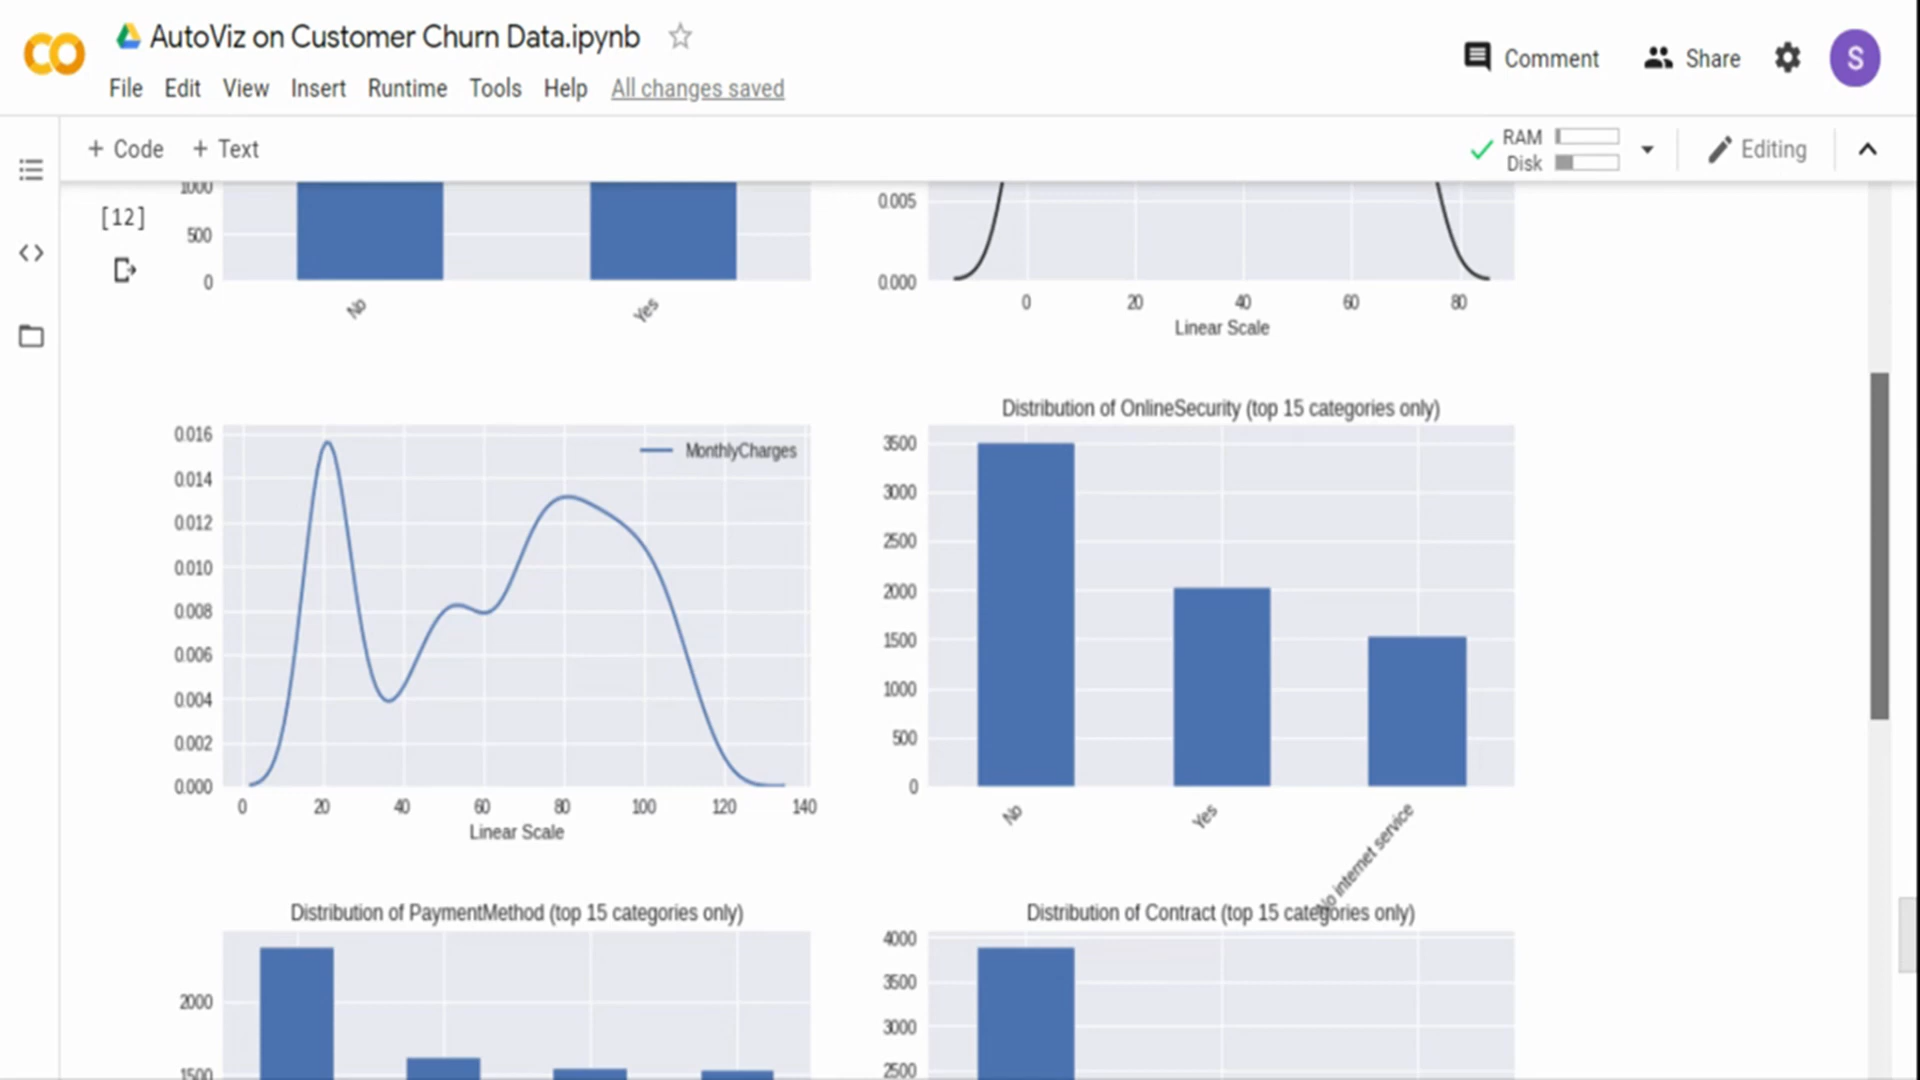 AutoViz on Customer Churn Data.ipynb
Comment
Share
S
File Edit View Insert Runtime Tools Help All changes saved
+ Code + Text
RAM
Disk
Editing
[12]
1000
500
0
No
Yes
0.005
0.000
0 20 40 60 80
Linear Scale
0.016
0.014
0.012
0.010
0.008
0.006
0.004
0.002
0.000
MonthlyCharges
0 20 40 60 80 100 120 140
Linear Scale
Distribution of OnlineSecurity (top 15 categories only)
3500
3000
2500
2000
1500
1000
500
0
No
Yes
No internet service
Distribution of PaymentMethod (top 15 categories only)
2000
1500
Distribution of Contract (top 15 categories only)
4000
3500
3000
2500